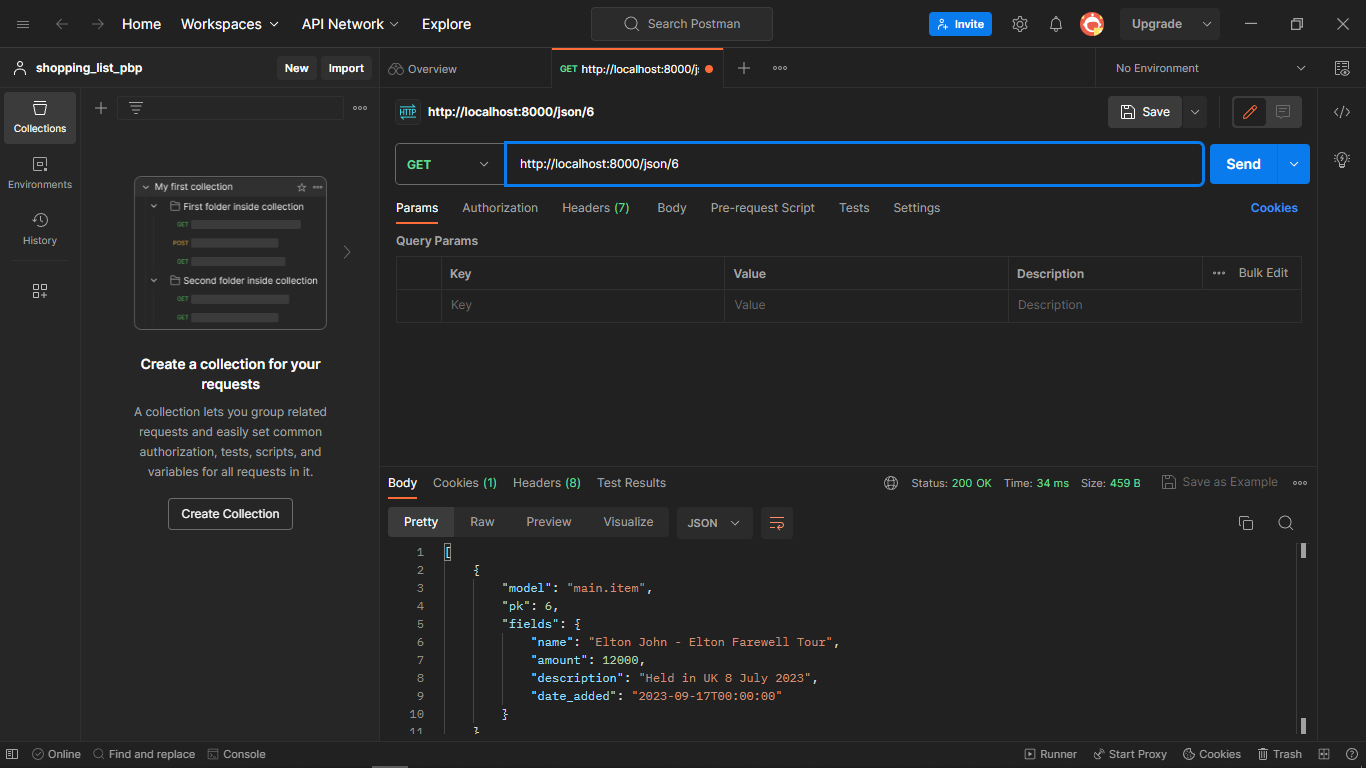 Home Workspaces API Network Explore Search Postman Invite Upgrade
shopping_list_pbp New Import Overview GET http://localhost:8000/j No Environment
Collections
Environments
History
My first collection
First folder inside collection
GET
POST
GET
Second folder inside collection
GET
GET
Create a collection for your
requests
A collection lets you group related
requests and easily set common
authorization, tests, scripts, and
variables for all requests in it.
Create Collection
HTTP http://localhost:8000/json/6 Save
GET http://localhost:8000/json/6 Send
Params Authorization Headers (7) Body Pre-request Script Tests Settings Cookies
Query Params
Key Value Description Bulk Edit
Key Value Description
Body Cookies (1) Headers (8) Test Results Status: 200 OK Time: 34 ms Size: 459 B Save as Example
Pretty Raw Preview Visualize JSON
1 [
2 {
3 "model": "main.item",
4 "pk": 6,
5 "fields": {
6 "name": "Elton John - Elton Farewell Tour",
7 "amount": 12000,
8 "description": "Held in UK 8 July 2023",
9 "date_added": "2023-09-17T00:00:00"
10 }
11 }
Online Find and replace Console Runner Start Proxy Cookies Trash